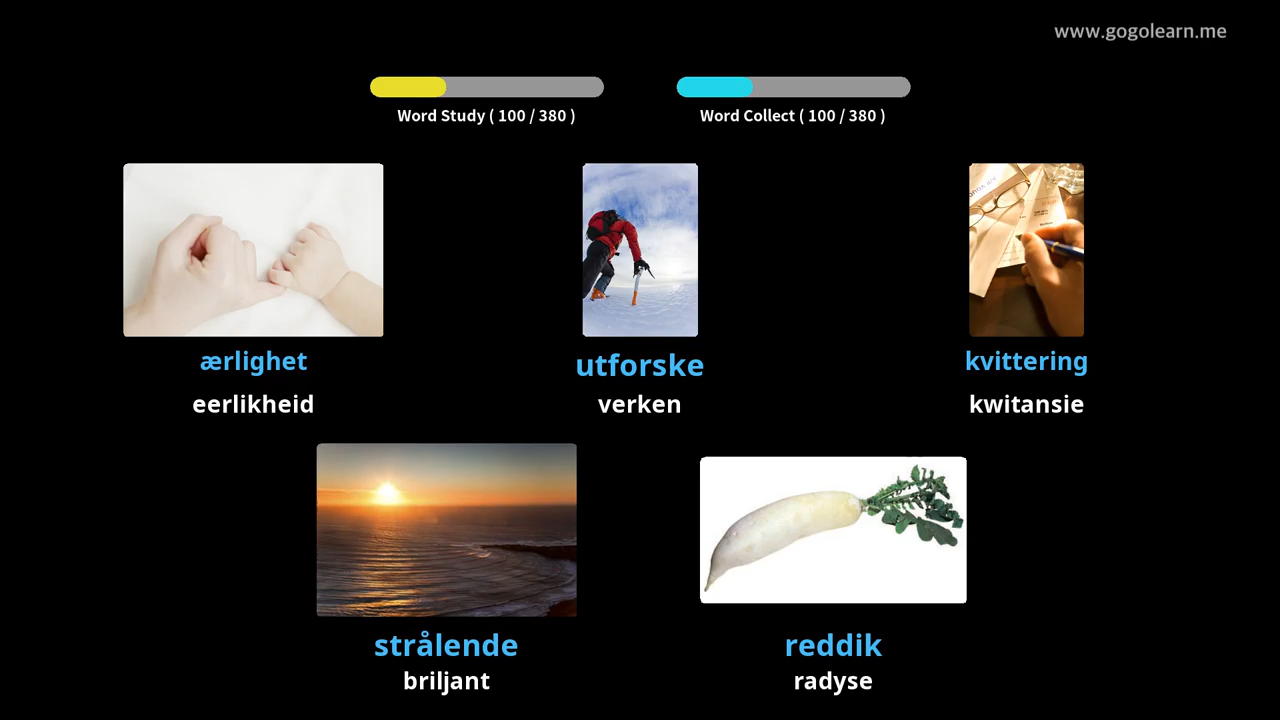 www.gogolearn.me
Word Study ( 100 / 380 )
Word Collect ( 100 / 380 )
ærlighet
eerlikheid
utforske
verken
kvittering
kwitansie
strålende
briljant
reddik
radyse